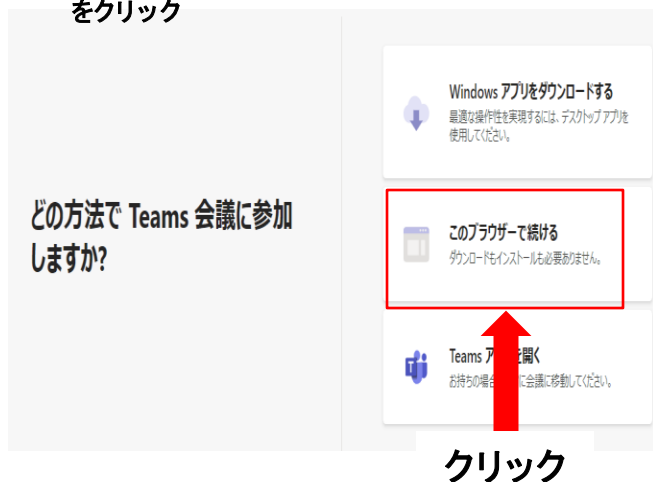 をクリック
Windows アプリをダウンロードする
最適な操作性を実現するには、デスクトップ アプリを
使用してください。
どの方法で Teams 会議に参加
しますか?
このブラウザーで続ける
ダウンロードもインストールも必要ありません。
Teams ア を開く
お持ちの場合 に会議に移動してください。
クリック